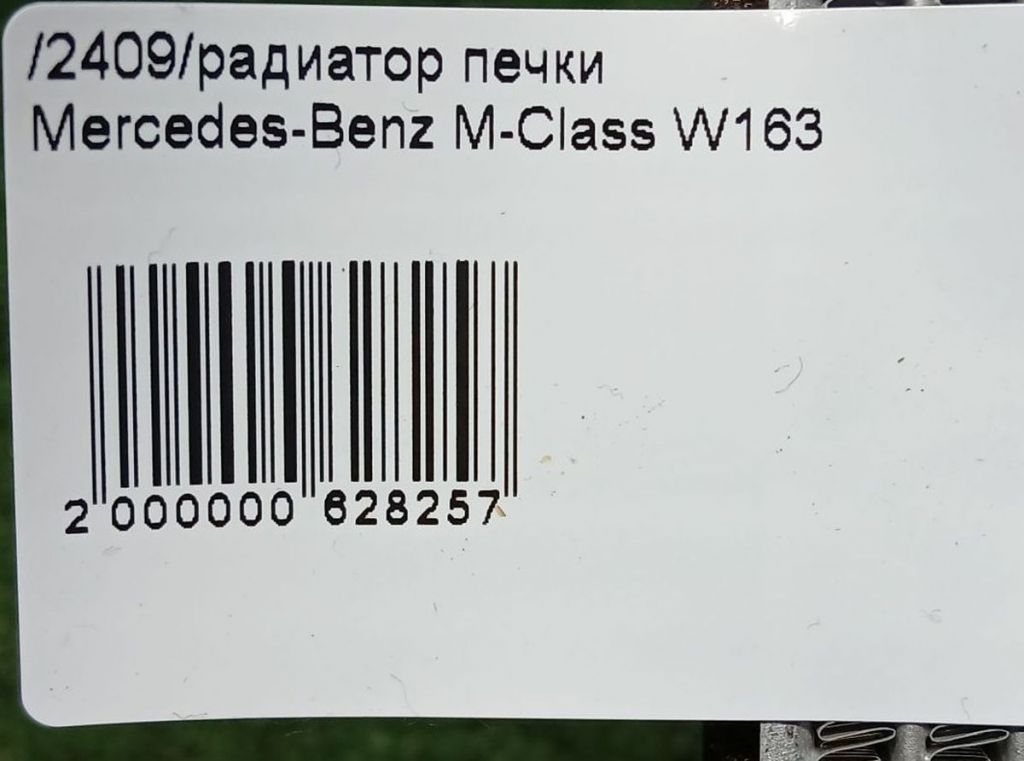 /2409/радиатор печки
Mercedes-Benz M-Class W163
2 000000 628257